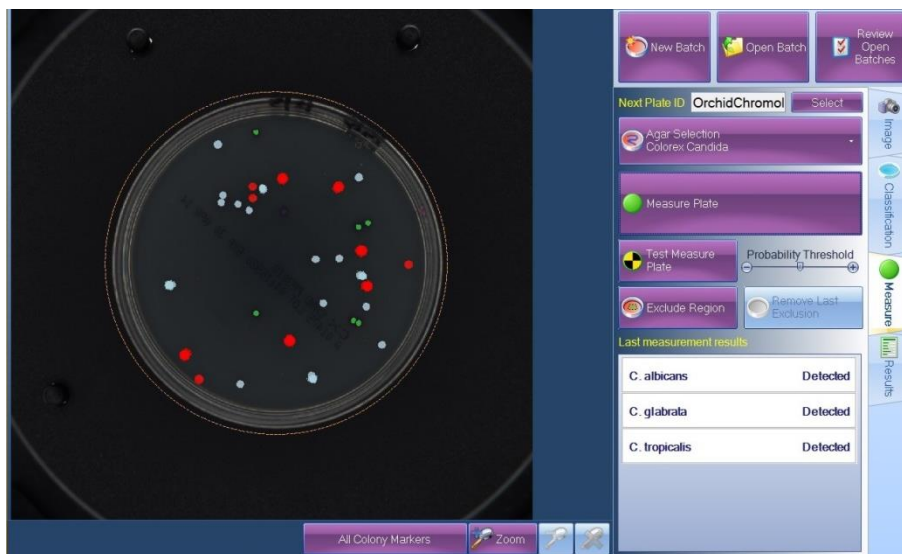 New Batch
Open Batch
Review
Open
Batches
Next Plate ID
OrchidChromol
Select
Agar Selection
Colorex Candida
Measure Plate
Test Measure
Plate
Probability Threshold
Exclude Region
Remove Last
Exclusion
Last measurement results
C. albicans Detected
C. glabrata Detected
C. tropicalis Detected
Image
Classification
Measure
Results
All Colony Markers
Zoom